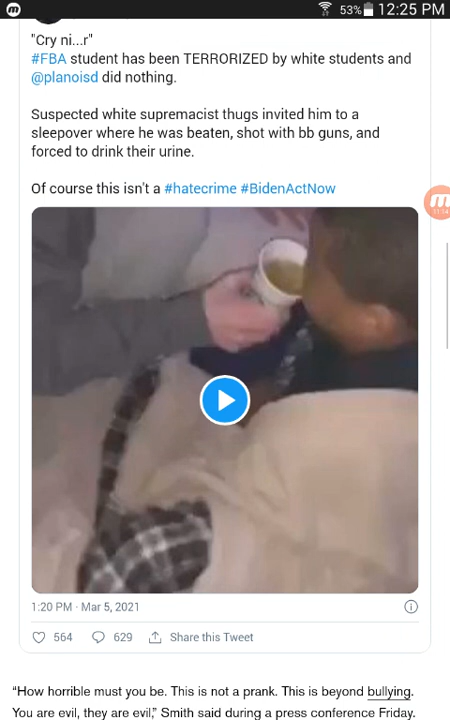 53% 12:25 PM
"Cry ni...r"
#FBA student has been TERRORIZED by white students and
@planoisd did nothing.
Suspected white supremacist thugs invited him to a
sleepover where he was beaten, shot with bb guns, and
forced to drink their urine.
Of course this isn't a #hatecrime #BidenActNow
11:14
1:20 PM · Mar 5, 2021
564 629 Share this Tweet
“How horrible must you be. This is not a prank. This is beyond bullying.
You are evil, they are evil,” Smith said during a press conference Friday.